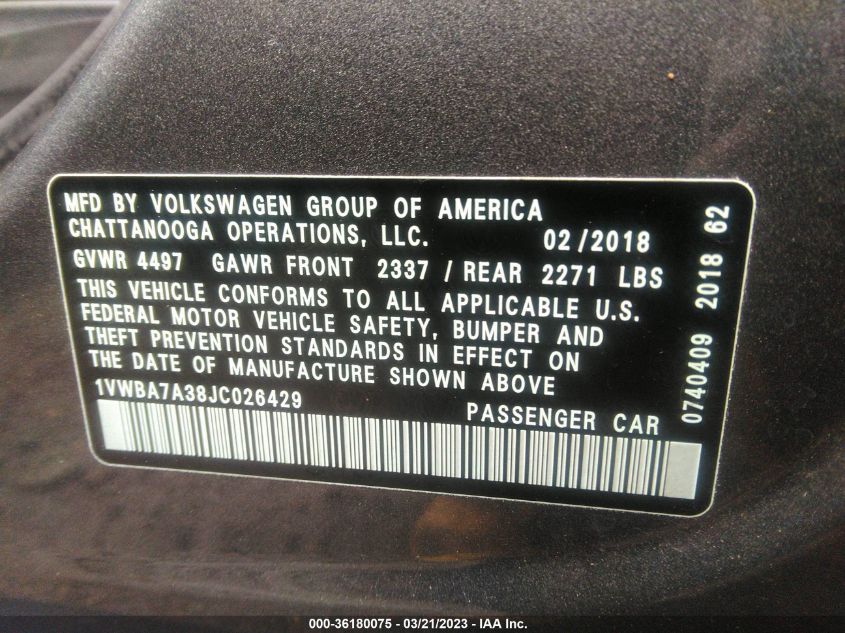 MFD BY VOLKSWAGEN GROUP OF AMERICA
CHATTANOOGA OPERATIONS, LLC. 02/2018
GVWR 4497 GAWR FRONT 2337 / REAR 2271 LBS
THIS VEHICLE CONFORMS TO ALL APPLICABLE U.S.
FEDERAL MOTOR VEHICLE SAFETY, BUMPER AND
THEFT PREVENTION STANDARDS IN EFFECT ON
THE DATE OF MANUFACTURE SHOWN ABOVE
1VWBA7A38JC026429 PASSENGER CAR
0740409 2018 62
000-36180075 — 03/21/2023 — IAA Inc.